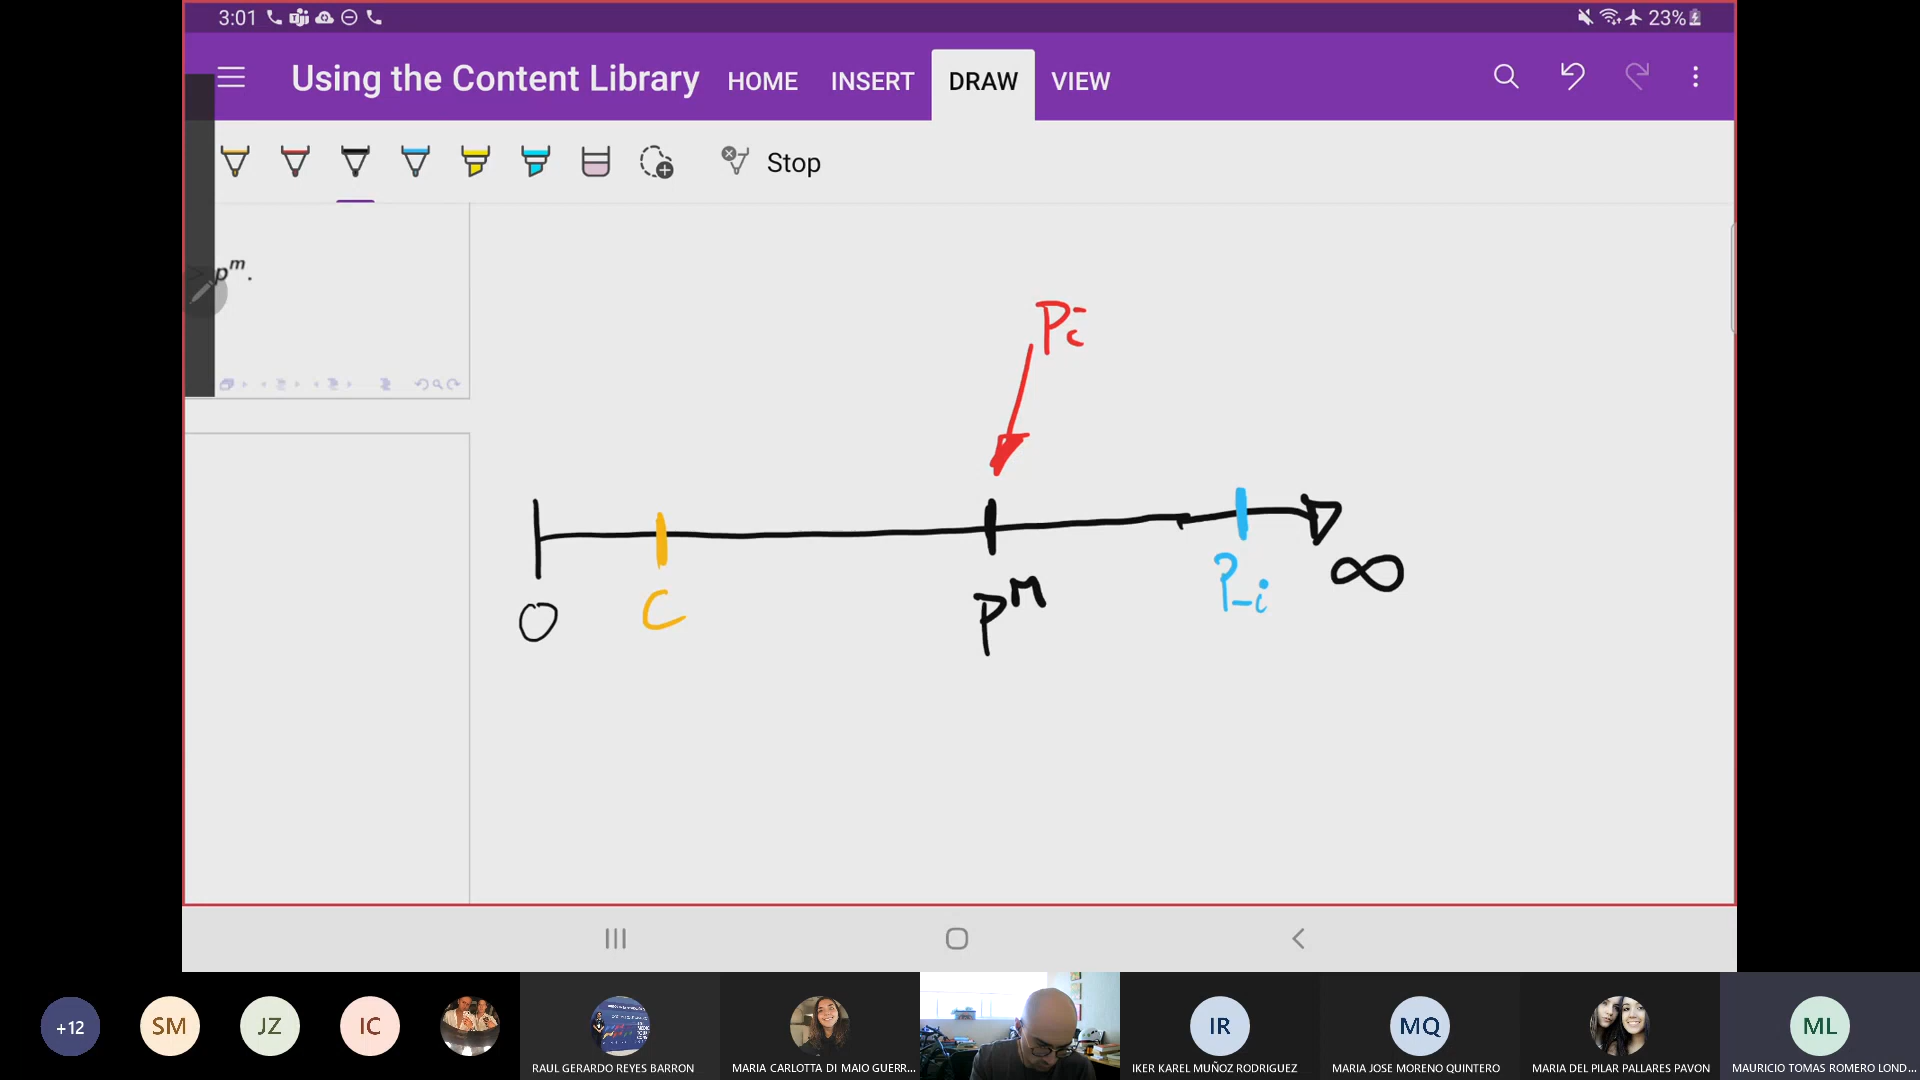 3:01 23%
Using the Content Library HOME INSERT DRAW VIEW
Stop
p^m.
P_i
0 C P^M P_-i ∞
+12 SM JZ IC IR MQ ML
RAUL GERARDO REYES BARRON MARIA CARLOTTA DI MAIO GUERR... IKER KAREL MUÑOZ RODRIGUEZ MARIA JOSE MORENO QUINTERO MARIA DEL PILAR PALLARES PAVON MAURICIO TOMAS ROMERO LOND...